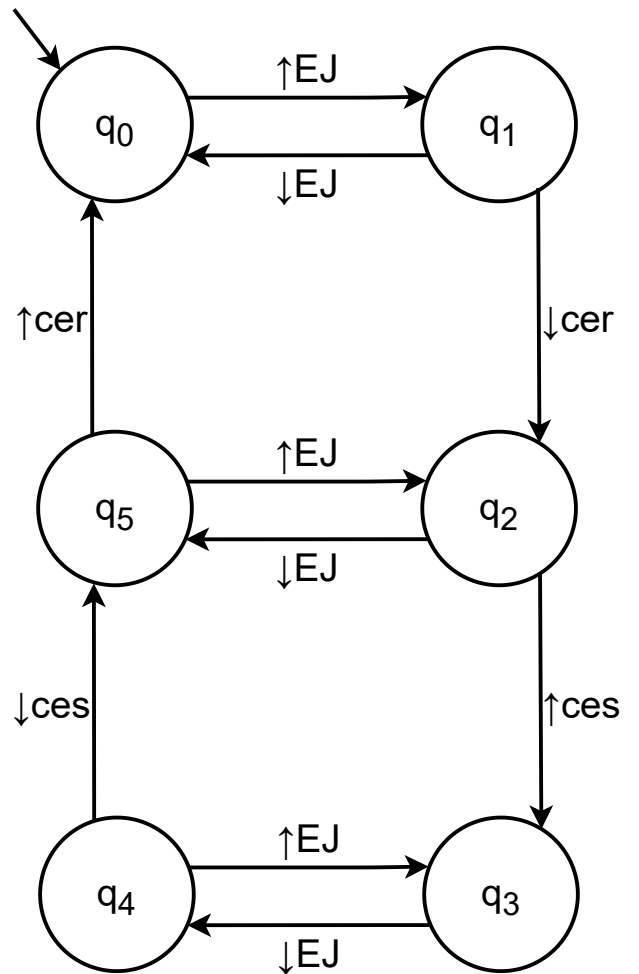 ↑EJ
q0 q1
↓EJ
↑cer ↓cer
↑EJ
q5 q2
↓EJ
↓ces ↑ces
↑EJ
q4 q3
↓EJ